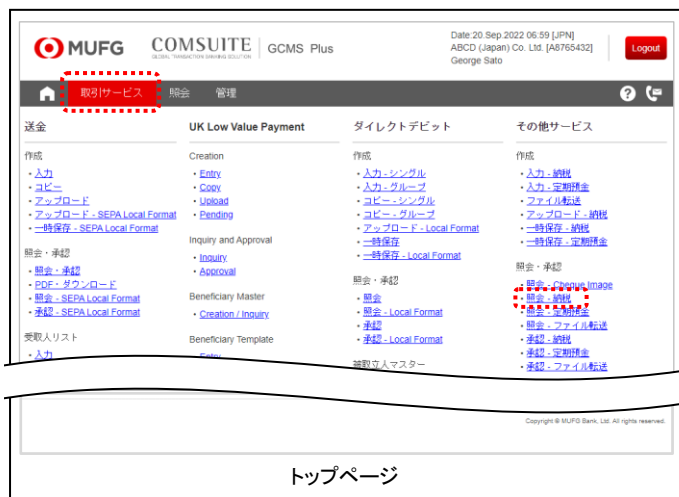 MUFG COMSUITE GCMS Plus
GLOBAL TRANSACTION BANKING SOLUTION
Date:20.Sep.2022 06:59 [JPN]
ABCD (Japan) Co. Ltd. [A8765432]
George Sato
Logout
取引サービス 照会 管理
送金
作成
・入力
・コピー
・アップロード
・アップロード - SEPA Local Format
・一時保存 - SEPA Local Format
照会・承認
・照会・承認
・PDF・ダウンロード
・照会 - SEPA Local Format
・承認 - SEPA Local Format
受取人リスト
・入力
UK Low Value Payment
Creation
・Entry
・Copy
・Upload
・Pending
Inquiry and Approval
・Inquiry
・Approval
Beneficiary Master
・Creation / Inquiry
Beneficiary Template
・Entry
ダイレクトデビット
作成
・入力 - シングル
・入力 - グループ
・コピー - シングル
・コピー - グループ
・アップロード - Local Format
・一時保存
・一時保存 - Local Format
照会・承認
・照会
・照会 - Local Format
・承認
・承認 - Local Format
被取立人マスター
その他サービス
作成
・入力 - 納税
・入力 - 定期預金
・ファイル転送
・アップロード - 納税
・一時保存 - 納税
・一時保存 - 定期預金
照会・承認
・照会 - Cheque Image
・照会 - 納税
・照会 - 定期預金
・照会 - ファイル転送
・承認 - 納税
・承認 - 定期預金
・承認 - ファイル転送
Copyright © MUFG Bank, Ltd. All rights reserved.
トップページ